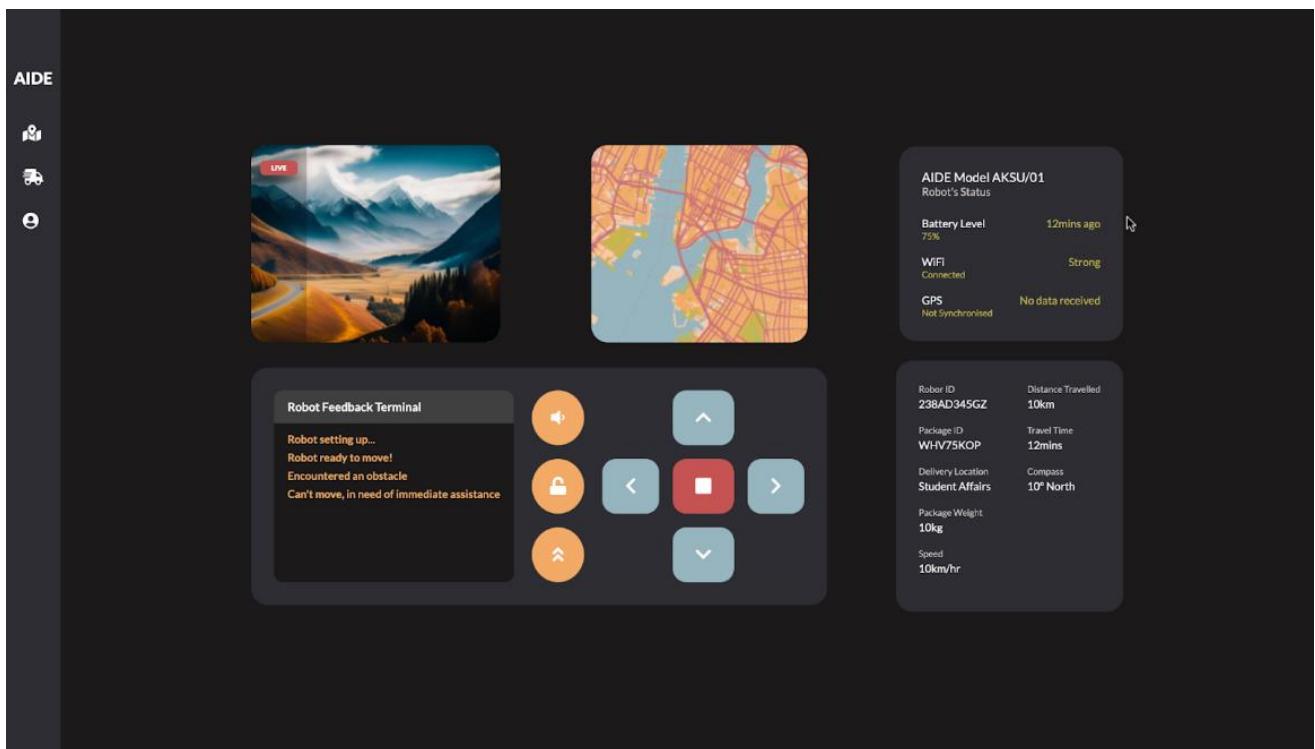 AIDE
LIVE
AIDE Model AKSU/01
Robot's Status
Battery Level
12mins ago
75%
WiFi
Strong
Connected
GPS
No data received
Not Synchronised
Robot Feedback Terminal
Robot setting up...
Robot ready to move!
Encountered an obstacle
Can't move, in need of immediate assistance
Robor ID
Distance Travelled
238AD345GZ
10km
Package ID
Travel Time
WHV75KOP
12mins
Delivery Location
Compass
Student Affairs
10° North
Package Weight
10kg
Speed
10km/hr